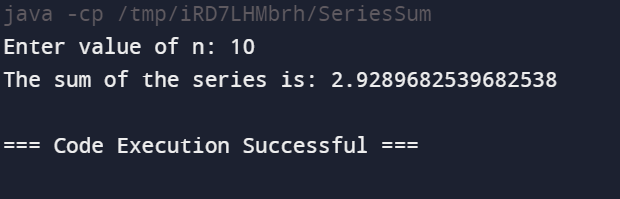 java -cp /tmp/iRD7LHMbrh/SeriesSum
Enter value of n: 10
The sum of the series is: 2.9289682539682538
=== Code Execution Successful ===